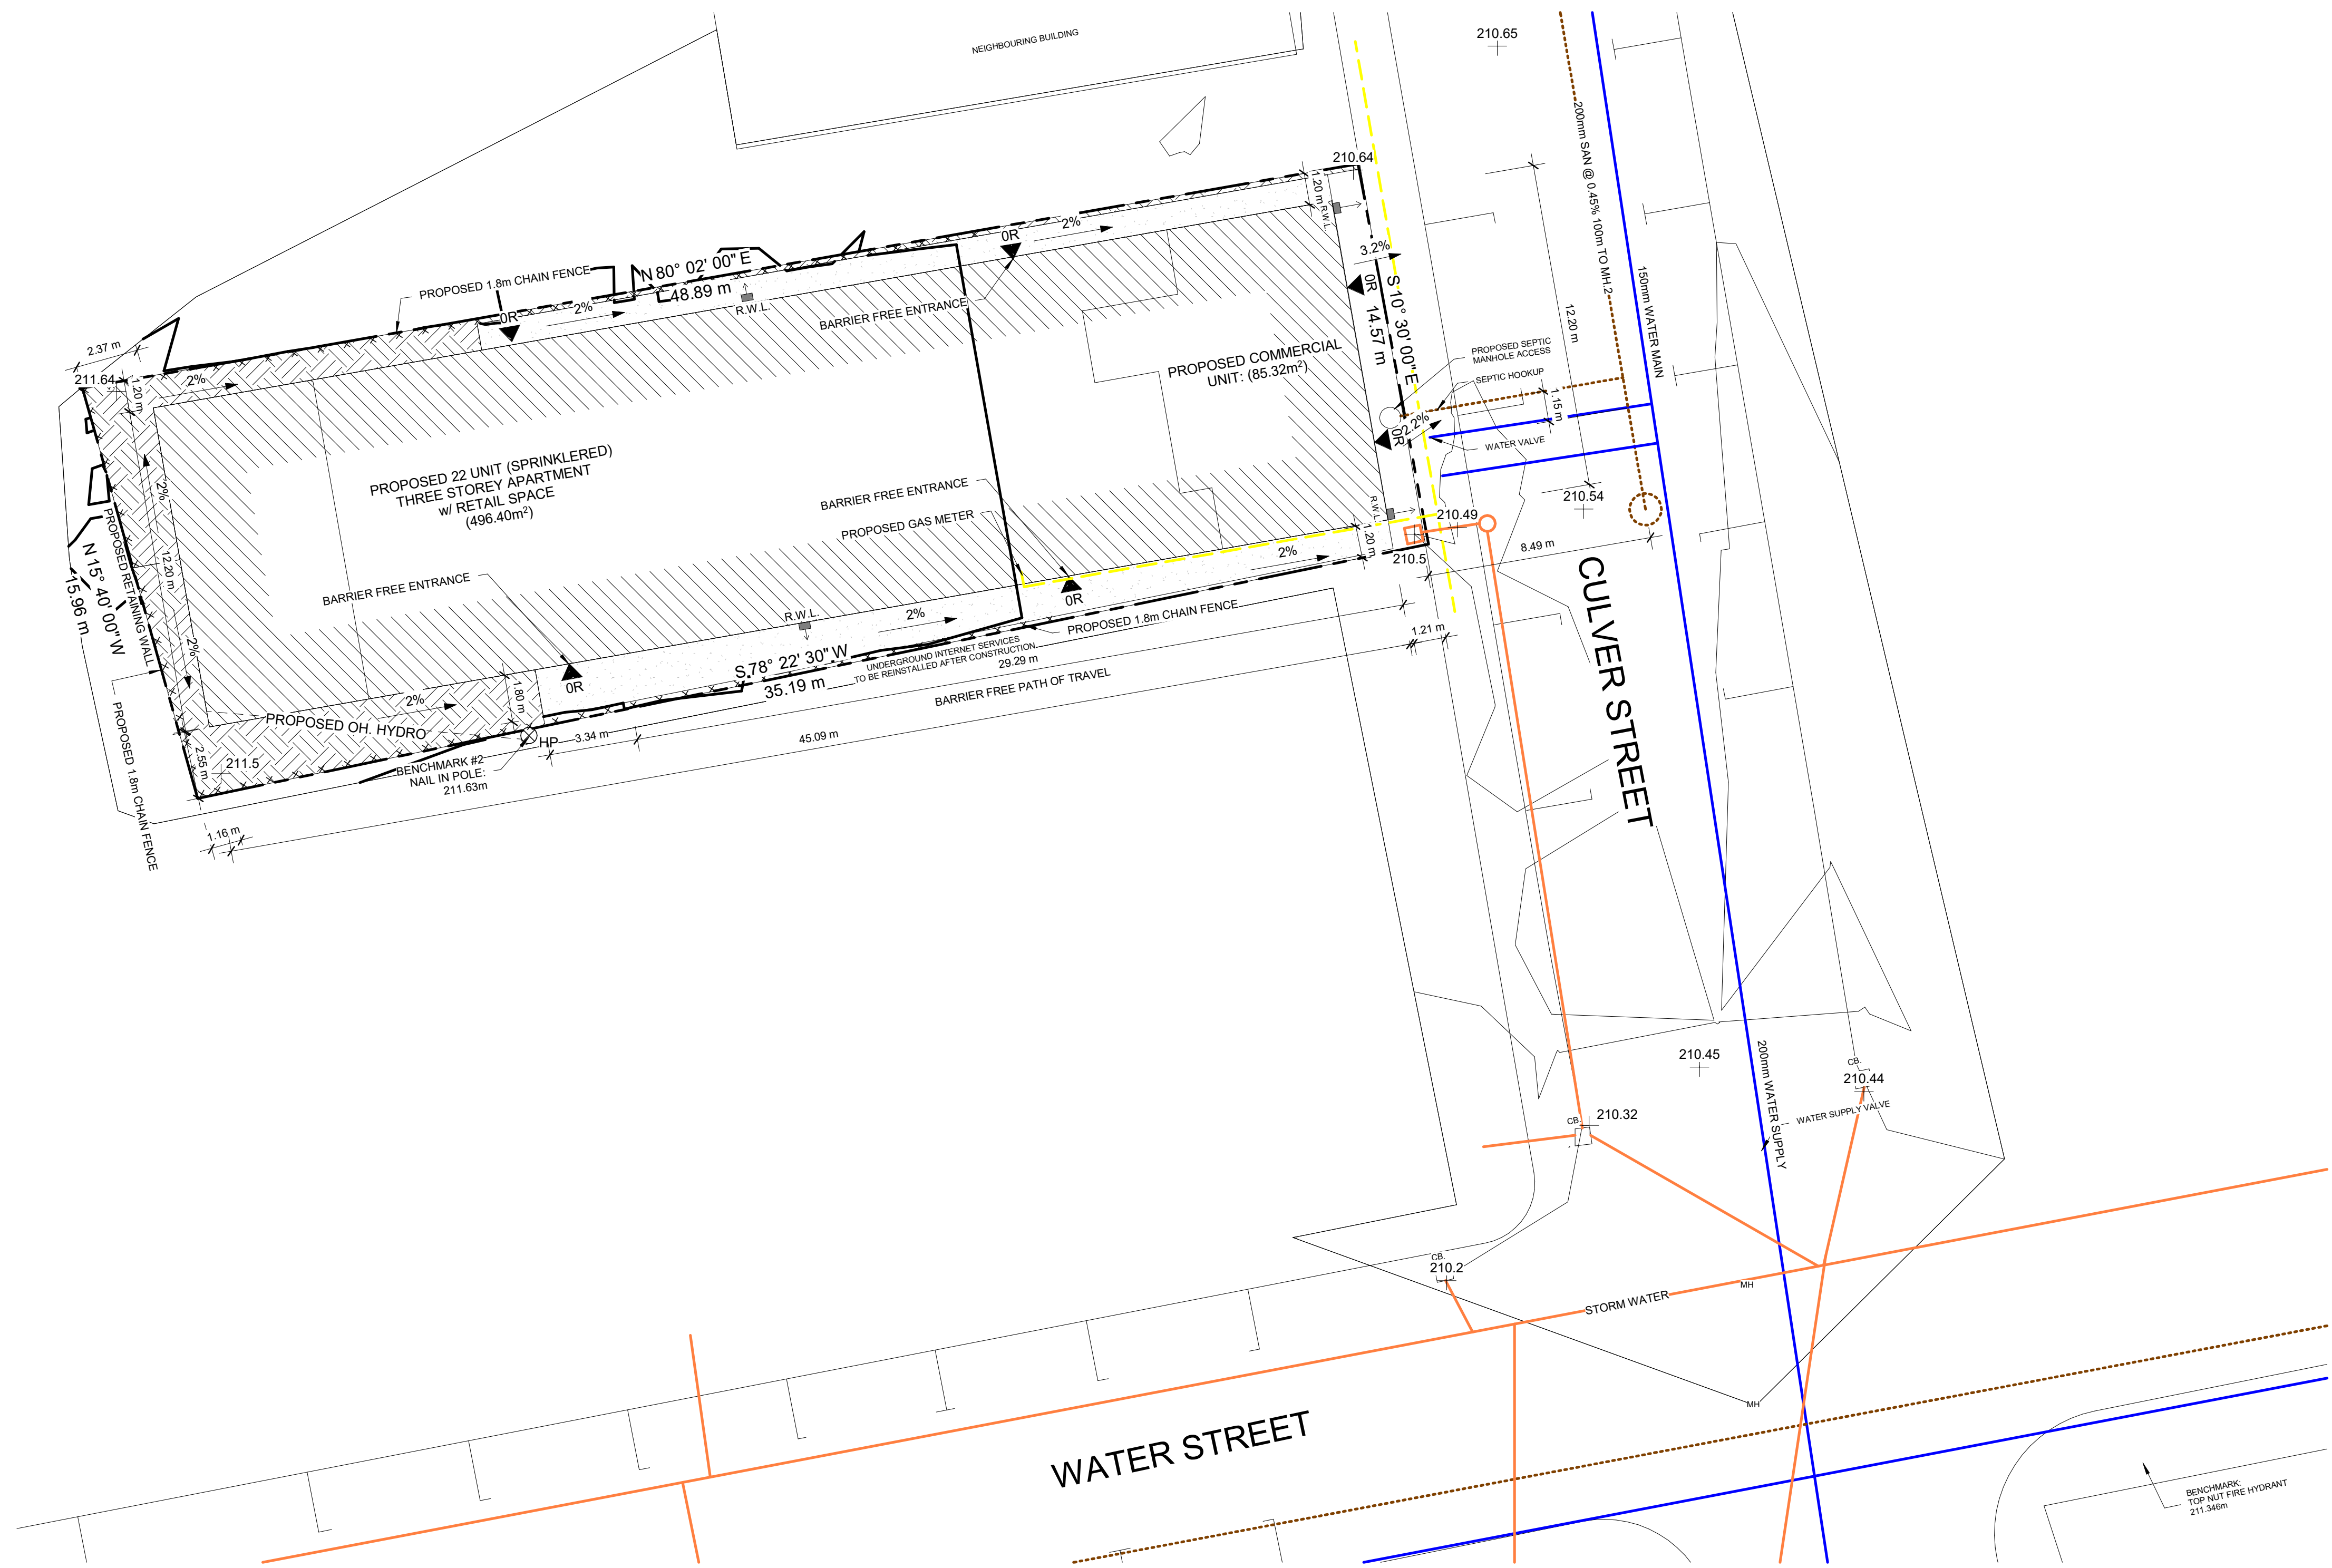 NEIGHBOURING BUILDING
210.65
200mm SAN @ 0.45% 100m TO MH.2
150mm WATER MAIN
210.64
1.20 m
R.W.L.
2%
0R
3.2%
0R
S 10° 30' 00" E
14.57 m
12.20 m
N 80° 02' 00" E
48.89 m
PROPOSED 1.8m CHAIN FENCE
2%
0R
R.W.L.
BARRIER FREE ENTRANCE
2.37 m
211.64
1.20 m
2%
PROPOSED COMMERCIAL
UNIT: (85.32m²)
PROPOSED SEPTIC
MANHOLE ACCESS
SEPTIC HOOKUP
1.15 m
2.2%
0R
WATER VALVE
PROPOSED 22 UNIT (SPRINKLERED)
THREE STOREY APARTMENT
w/ RETAIL SPACE
(496.40m²)
BARRIER FREE ENTRANCE
PROPOSED GAS METER
BARRIER FREE ENTRANCE
2%
12.20 m
2%
PROPOSED RETAINING WALL
N 15° 40' 00" W
15.96 m
R.W.L.
210.54
210.49
1.20 m
210.5
2%
8.49 m
0R
R.W.L.
2%
PROPOSED 1.8m CHAIN FENCE
1.21 m
CULVER STREET
S 78° 22' 30" W
35.19 m
UNDERGROUND INTERNET SERVICES
TO BE REINSTALLED AFTER CONSTRUCTION
29.29 m
BARRIER FREE PATH OF TRAVEL
0R
1.80 m
2%
PROPOSED OH. HYDRO
HP
3.34 m
45.09 m
BENCHMARK #2
NAIL IN POLE:
211.63m
2.55 m
211.5
PROPOSED 1.8m CHAIN FENCE
1.16 m
210.45
200mm WATER SUPPLY
CB.
210.44
WATER SUPPLY VALVE
CB.
210.32
CB.
210.2
STORM WATER
MH
MH
WATER STREET
BENCHMARK:
TOP NUT FIRE HYDRANT
211.346m